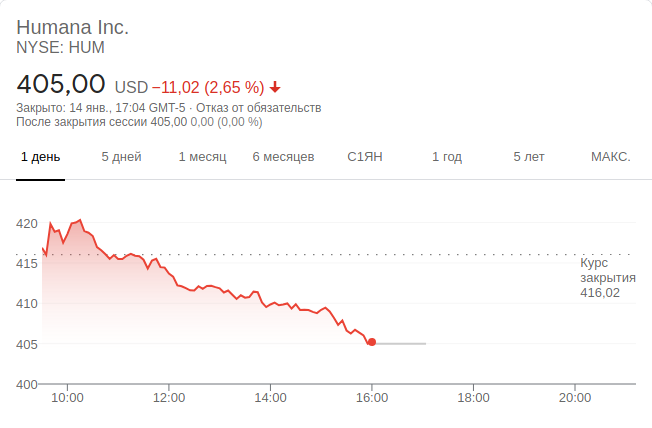 Humana Inc.
NYSE: HUM
405,00 USD −11,02 (2,65 %)
Закрыто: 14 янв., 17:04 GMT-5 · Отказ от обязательств
После закрытия сессии 405,00 0,00 (0,00 %)
1 день 5 дней 1 месяц 6 месяцев С1ЯН 1 год 5 лет МАКС.
420
415
410
405
400
Курс
закрытия
416,02
10:00 12:00 14:00 16:00 18:00 20:00